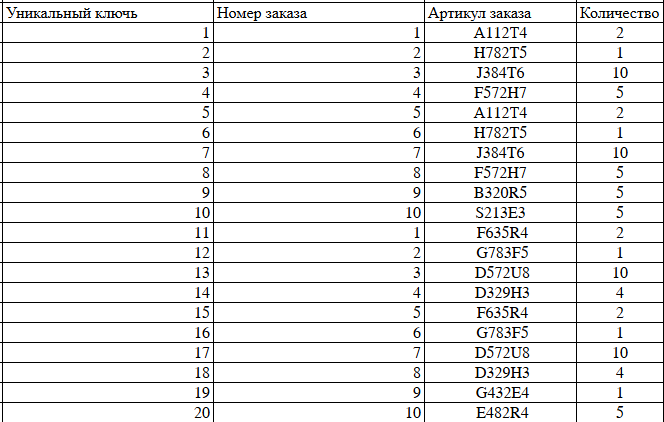 Уникальный ключь Номер заказа Артикул заказа Количество
1 1 A112T4 2
2 2 H782T5 1
3 3 J384T6 10
4 4 F572H7 5
5 5 A112T4 2
6 6 H782T5 1
7 7 J384T6 10
8 8 F572H7 5
9 9 B320R5 5
10 10 S213E3 5
11 1 F635R4 2
12 2 G783F5 1
13 3 D572U8 10
14 4 D329H3 4
15 5 F635R4 2
16 6 G783F5 1
17 7 D572U8 10
18 8 D329H3 4
19 9 G432E4 1
20 10 E482R4 5